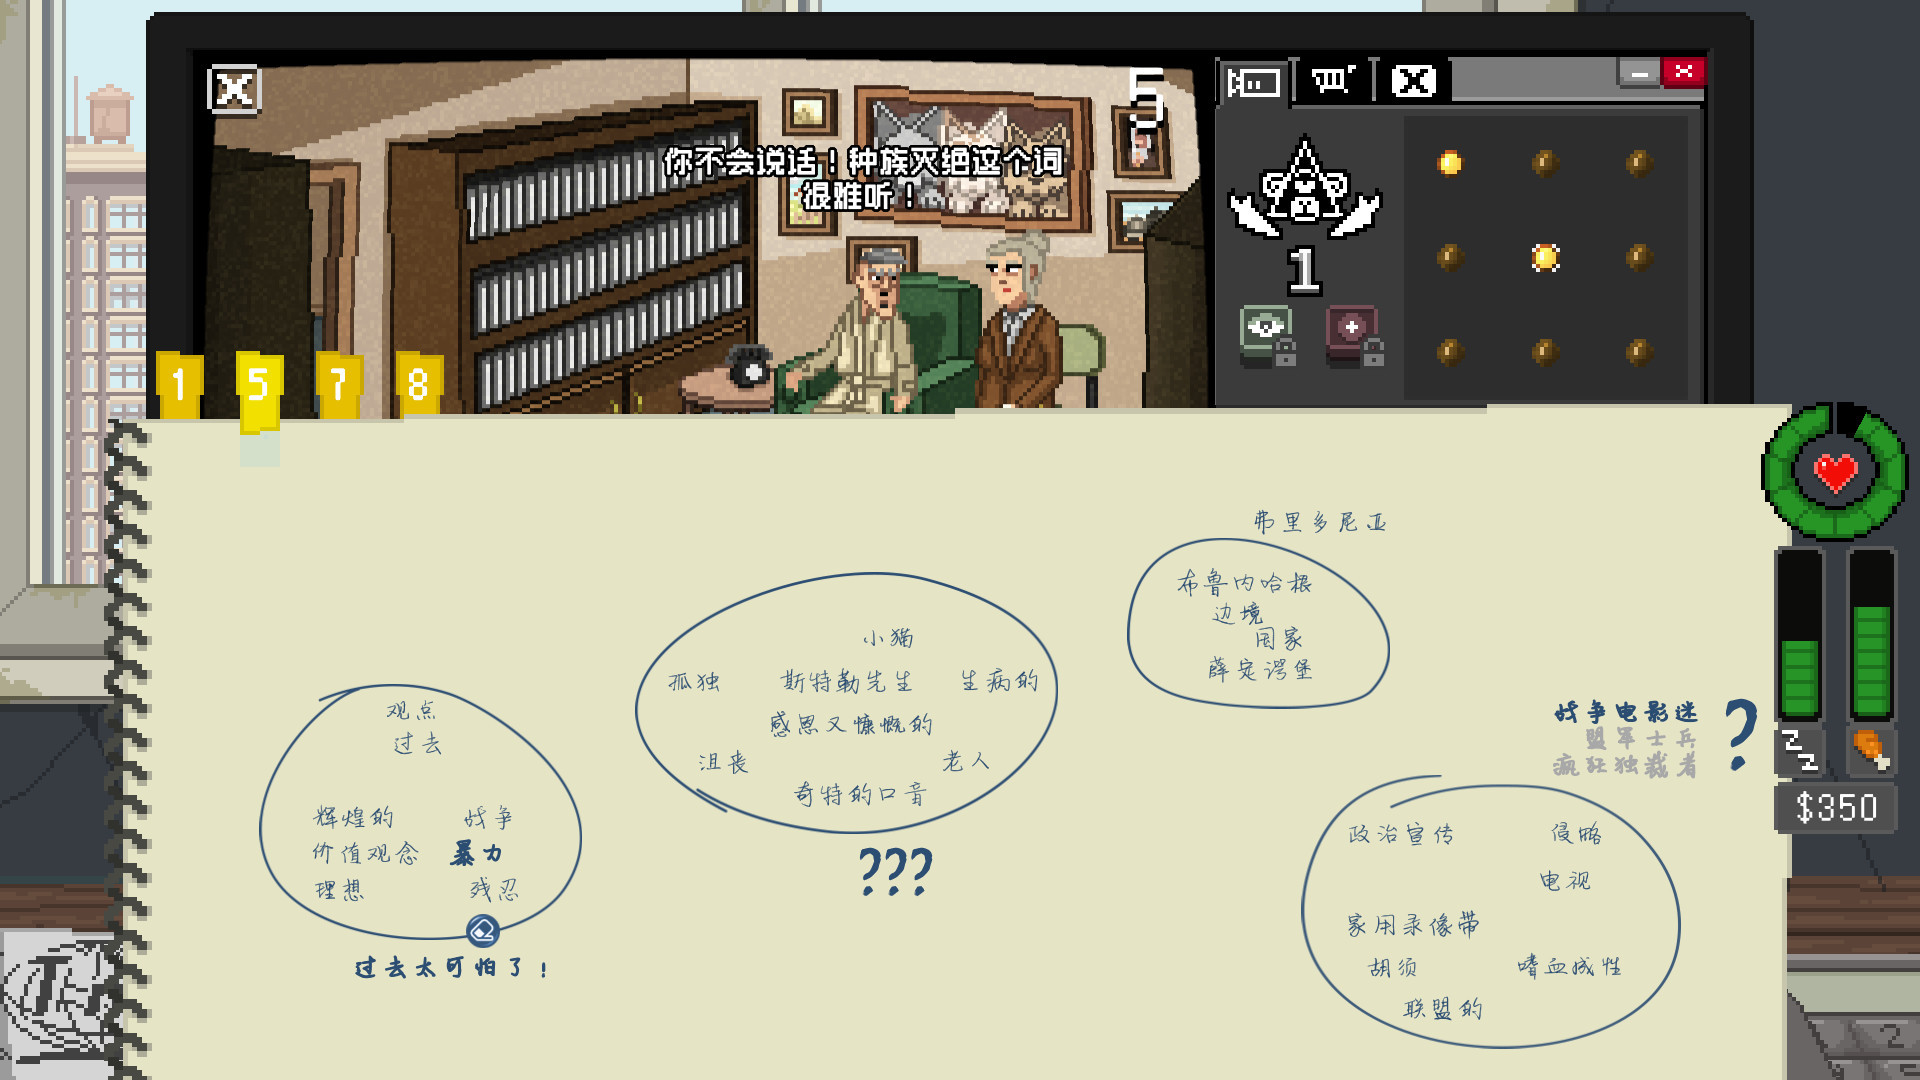 5
你不会说话！种族灭绝这个词
很难听！
1
1
5
7
8
弗里多尼亚
布鲁内哈根
边境
国家
薛定谔堡
小猫
孤独 斯特勒先生 生病的
感恩又慷慨的
沮丧 老人
奇特的口音
???
观点
过去
辉煌的 战争
价值观念 暴力
理想 残忍
过去太可怕了！
战争电影迷 ?
盟军士兵
疯狂独裁者
$350
政治宣传 侵略
电视
家用录像带
胡须 嗜血成性
联盟的
2